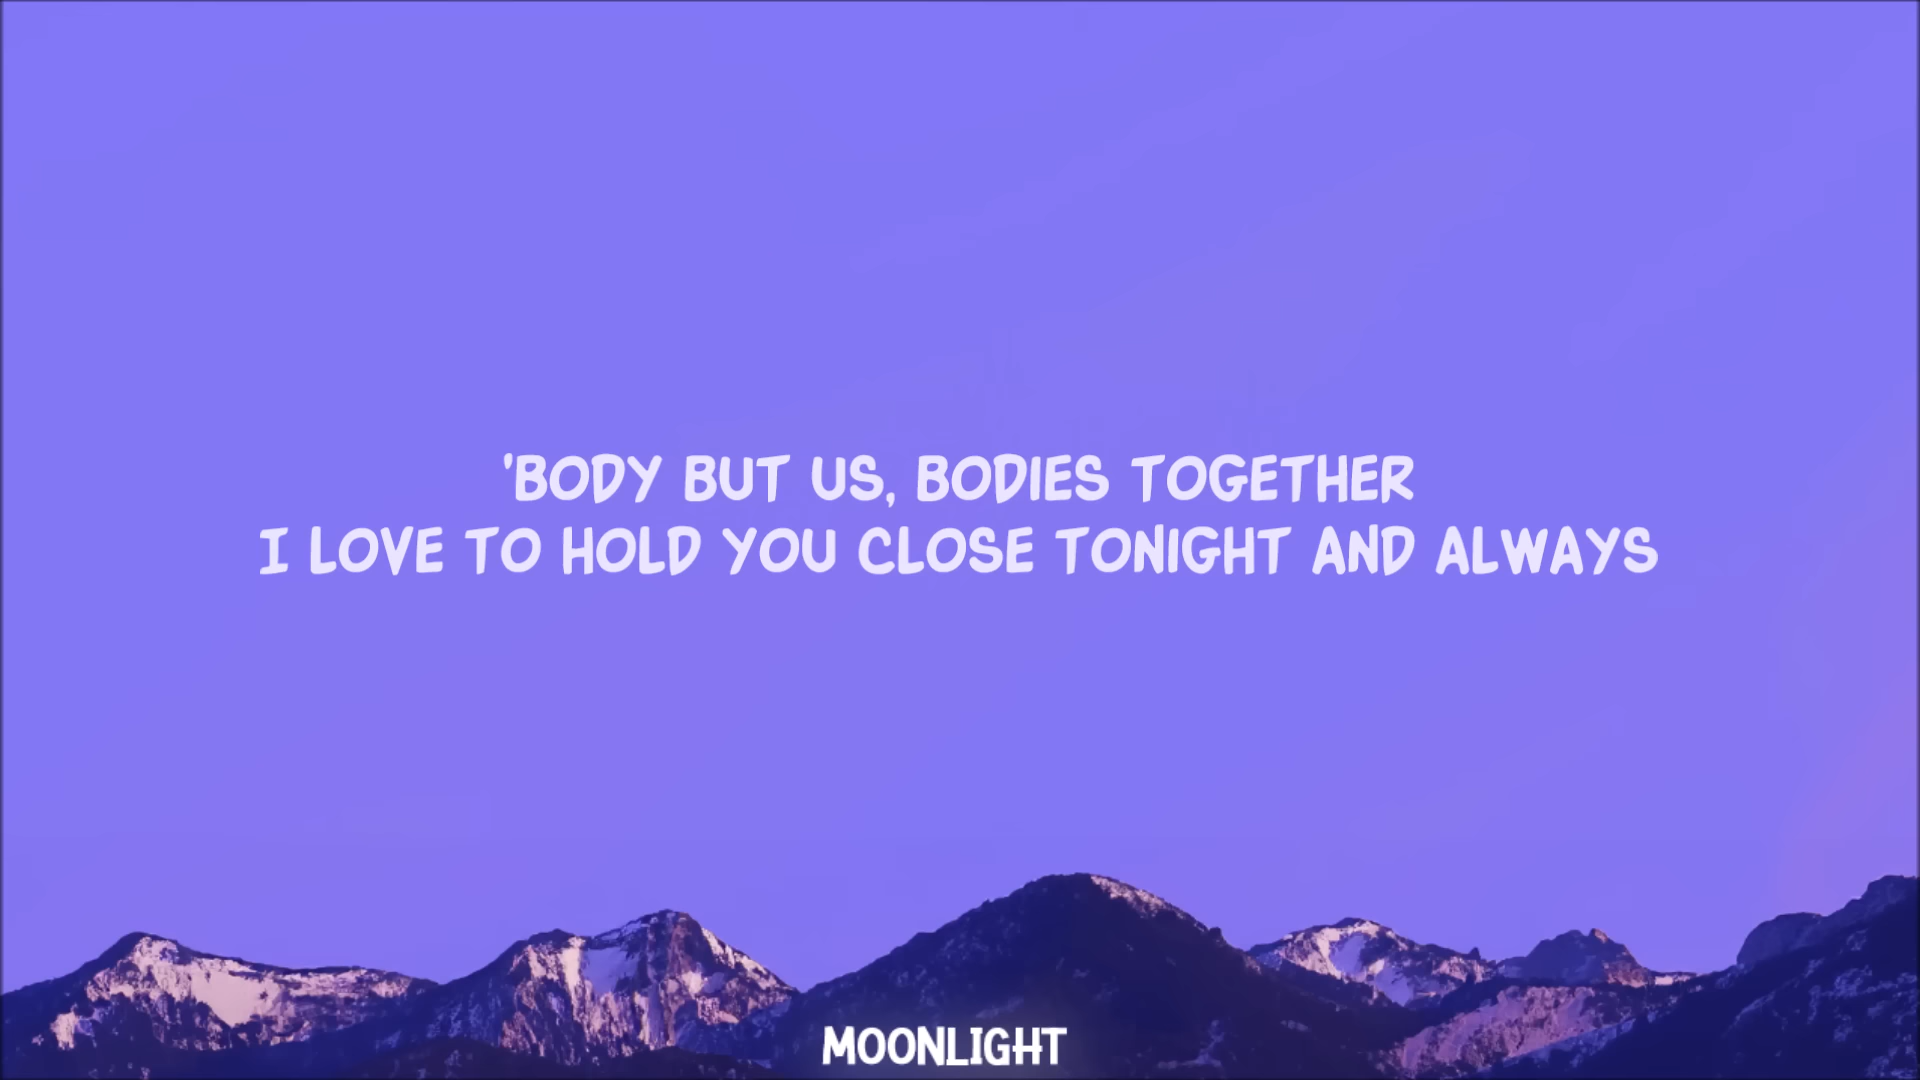 'BODY BUT US, BODIES TOGETHER
I LOVE TO HOLD YOU CLOSE TONIGHT AND ALWAYS
MOONLIGHT